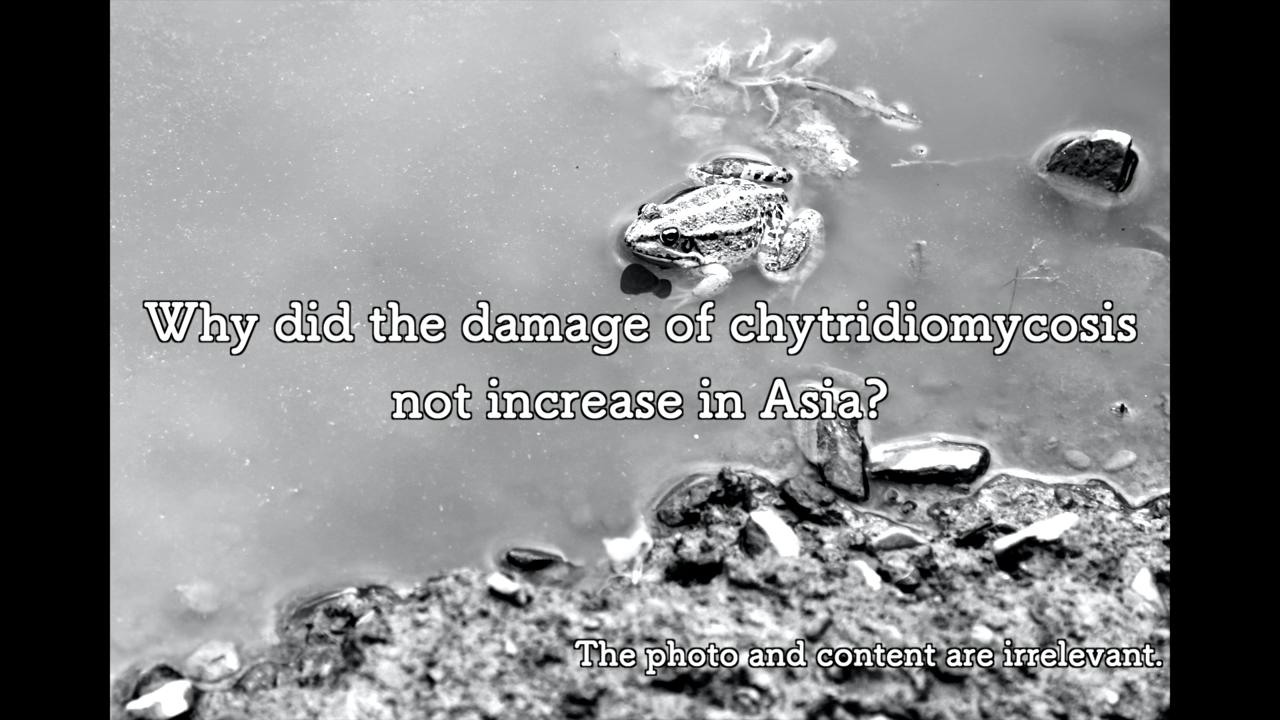 Why did the damage of chytridiomycosis
not increase in Asia?
The photo and content are irrelevant.